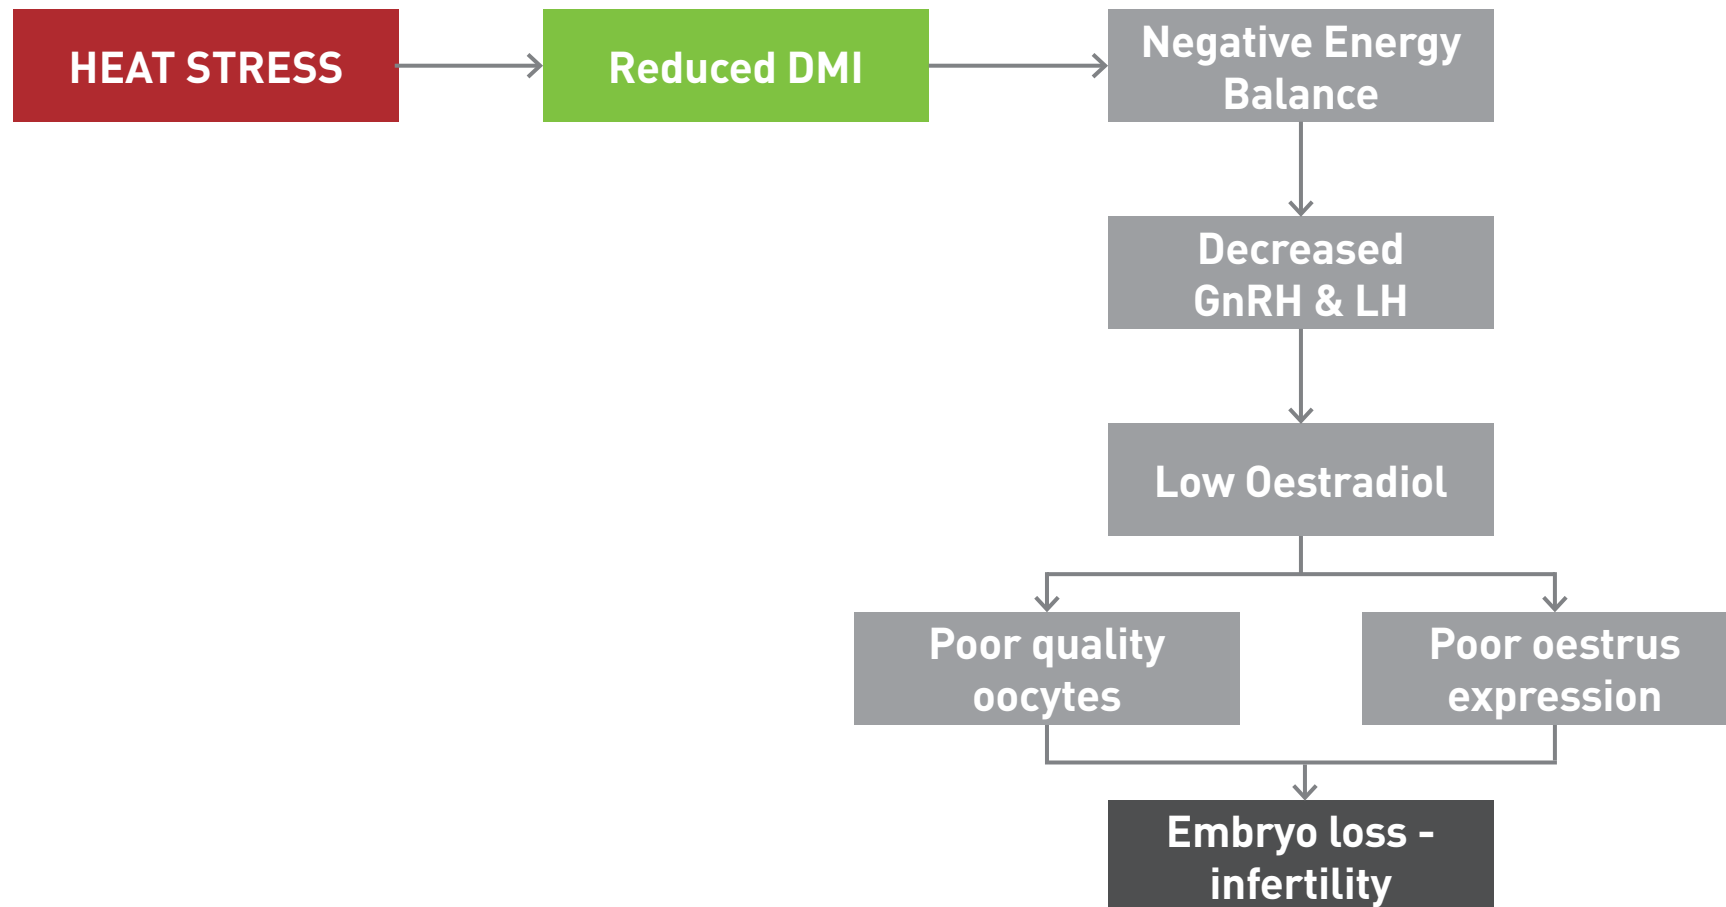 HEAT STRESS
Reduced DMI
Negative Energy
Balance
Decreased
GnRH & LH
Low Oestradiol
Poor quality
oocytes
Poor oestrus
expression
Embryo loss -
infertility